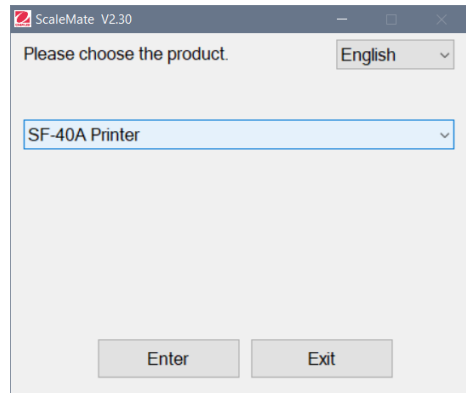 ScaleMate V2.30
Please choose the product.
English
SF-40A Printer
Enter
Exit